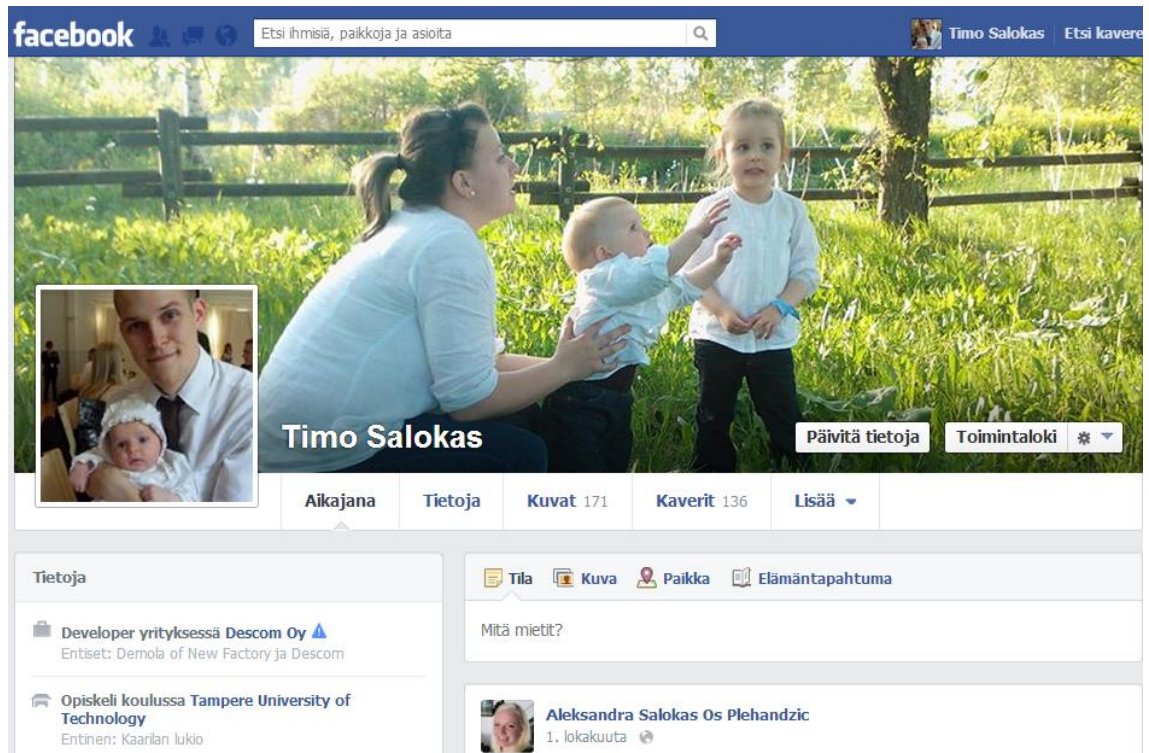 facebook
Etsi ihmisiä, paikkoja ja asioita
Timo Salokas
Etsi kavere
Timo Salokas
Päivitä tietoja
Toimintaloki
Aikajana
Tietoja
Kuvat 171
Kaverit 136
Lisää
Tietoja
Developer yrityksessä Descom Oy
Entiset: Demola of New Factory ja Descom
Opiskeli koulussa Tampere University of
Technology
Entinen: Kaarilan lukio
Tila
Kuva
Paikka
Elämäntapahtuma
Mitä mietit?
Aleksandra Salokas Os Plehandzic
1. lokakuuta